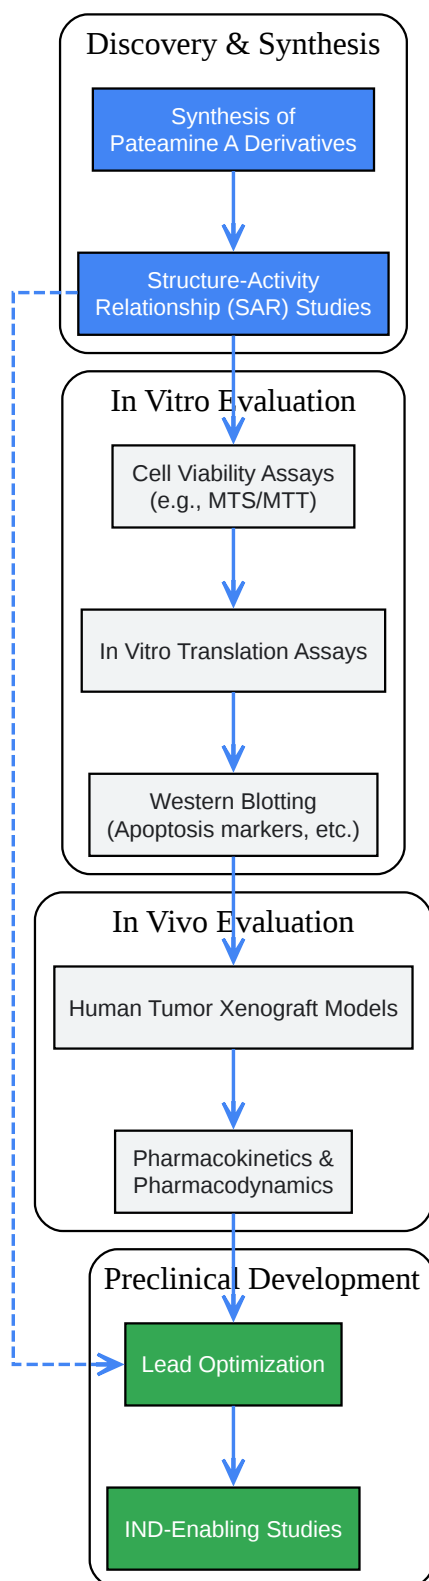 Discovery & Synthesis
Synthesis of
Pateamine A Derivatives
Structure-Activity
Relationship (SAR) Studies
In Vitro Evaluation
Cell Viability Assays
(e.g., MTS/MTT)
In Vitro Translation Assays
Western Blotting
(Apoptosis markers, etc.)
In Vivo Evaluation
Human Tumor Xenograft Models
Pharmacokinetics &
Pharmacodynamics
Preclinical Development
Lead Optimization
IND-Enabling Studies